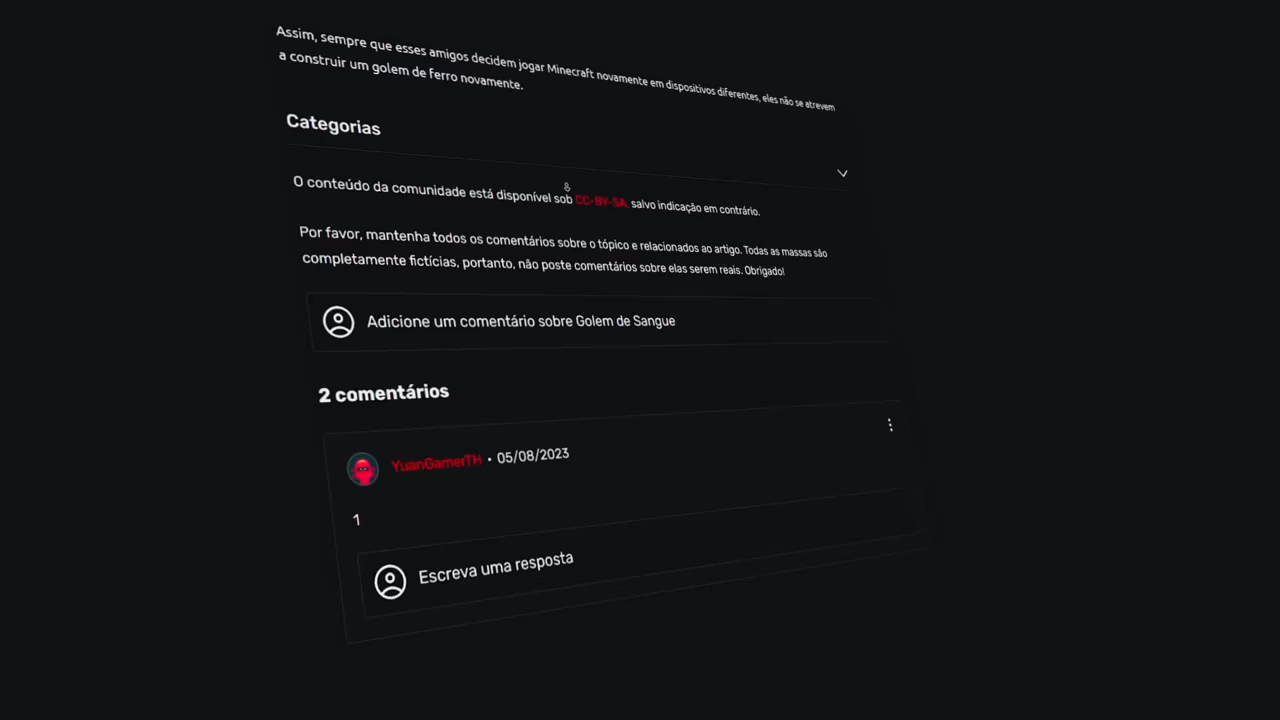 Assim, sempre que esses amigos decidem jogar Minecraft novamente em dispositivos diferentes, eles não se atrevem
a construir um golem de ferro novamente.
Categorias
O conteúdo da comunidade está disponível sob CC-BY-SA, salvo indicação em contrário.
Por favor, mantenha todos os comentários sobre o tópico e relacionados ao artigo. Todas as massas são
completamente fictícias, portanto, não poste comentários sobre elas serem reais. Obrigado!
Adicione um comentário sobre Golem de Sangue
2 comentários
YuanGamerTH • 05/08/2023
1
Escreva uma resposta